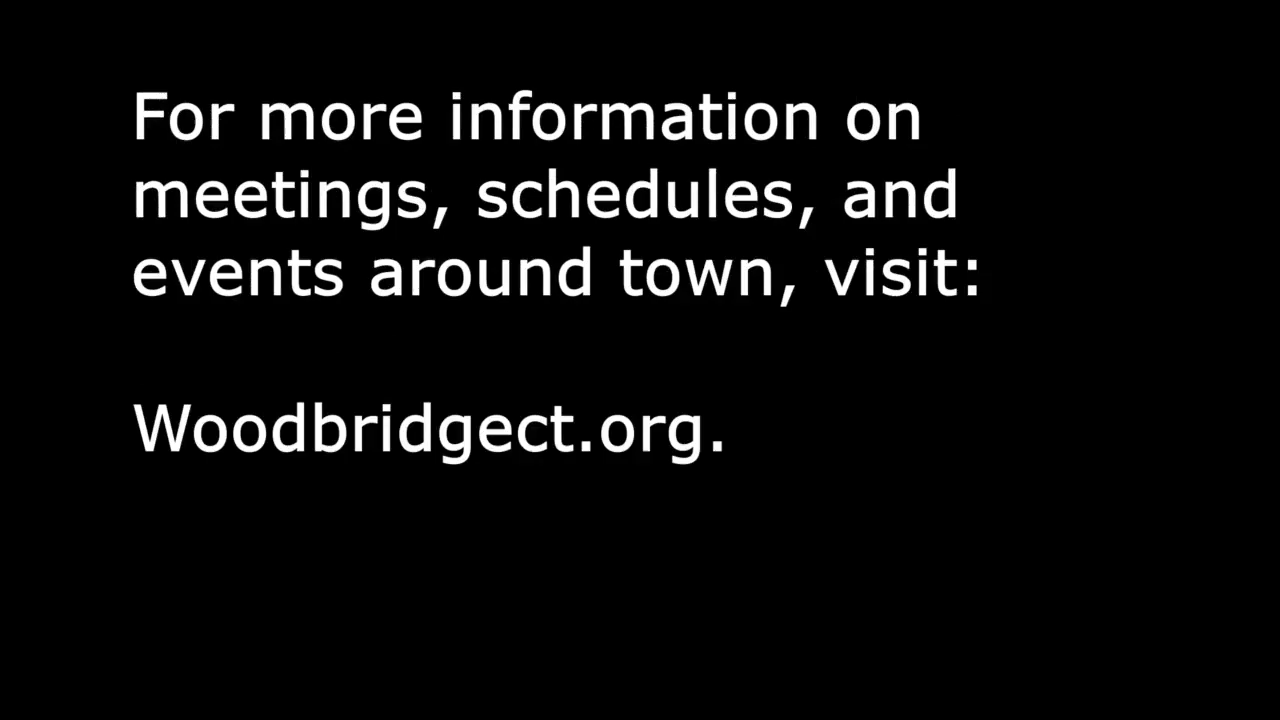 For more information on
meetings, schedules, and
events around town, visit:
Woodbridgect.org.